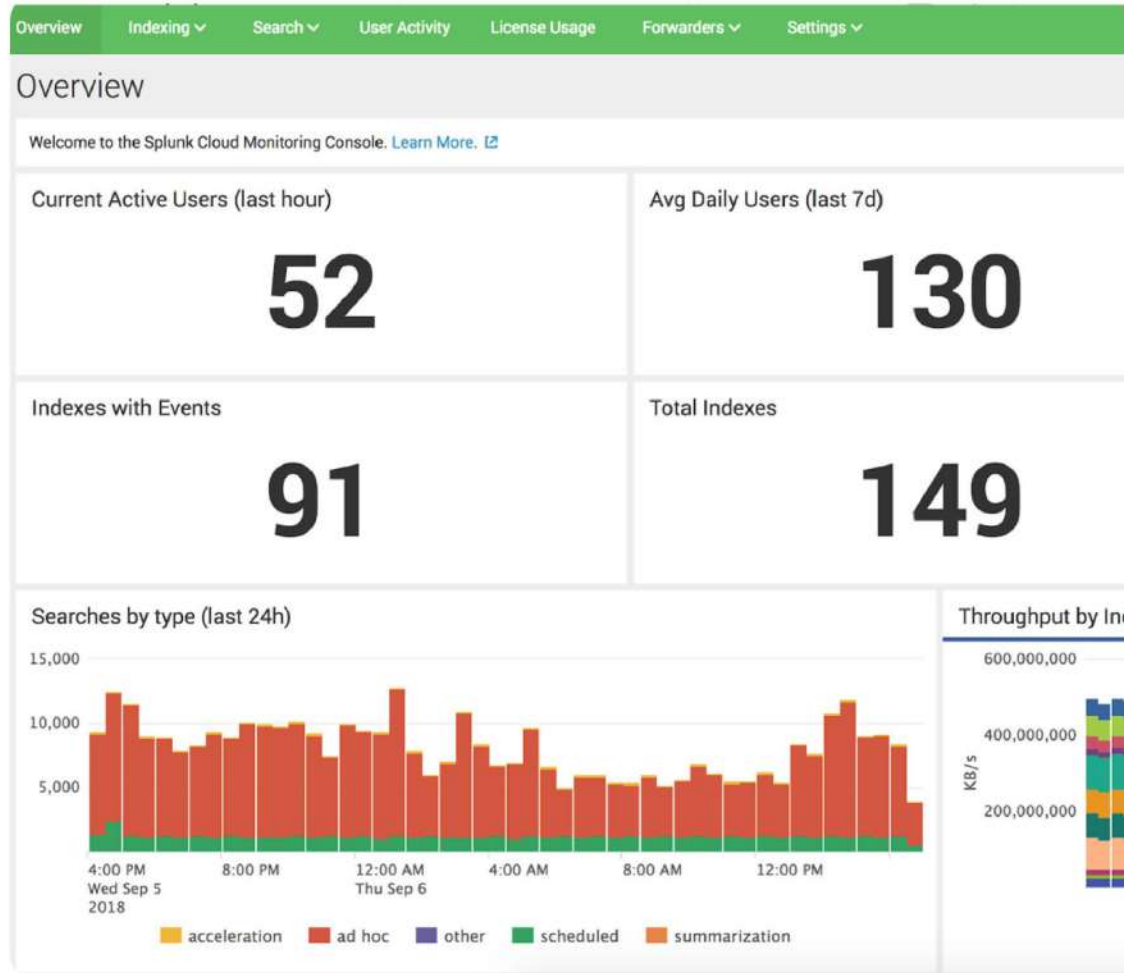 Overview Indexing Search User Activity License Usage Forwarders Settings
Overview
Welcome to the Splunk Cloud Monitoring Console. Learn More.
Current Active Users (last hour)
52
Avg Daily Users (last 7d)
130
Indexes with Events
91
Total Indexes
149
Searches by type (last 24h)
15,000
10,000
5,000
4:00 PM 8:00 PM 12:00 AM 4:00 AM 8:00 AM 12:00 PM
Wed Sep 5 Thu Sep 6
2018
acceleration ad hoc other scheduled summarization
Throughput by In
600,000,000
400,000,000
200,000,000
KB/s